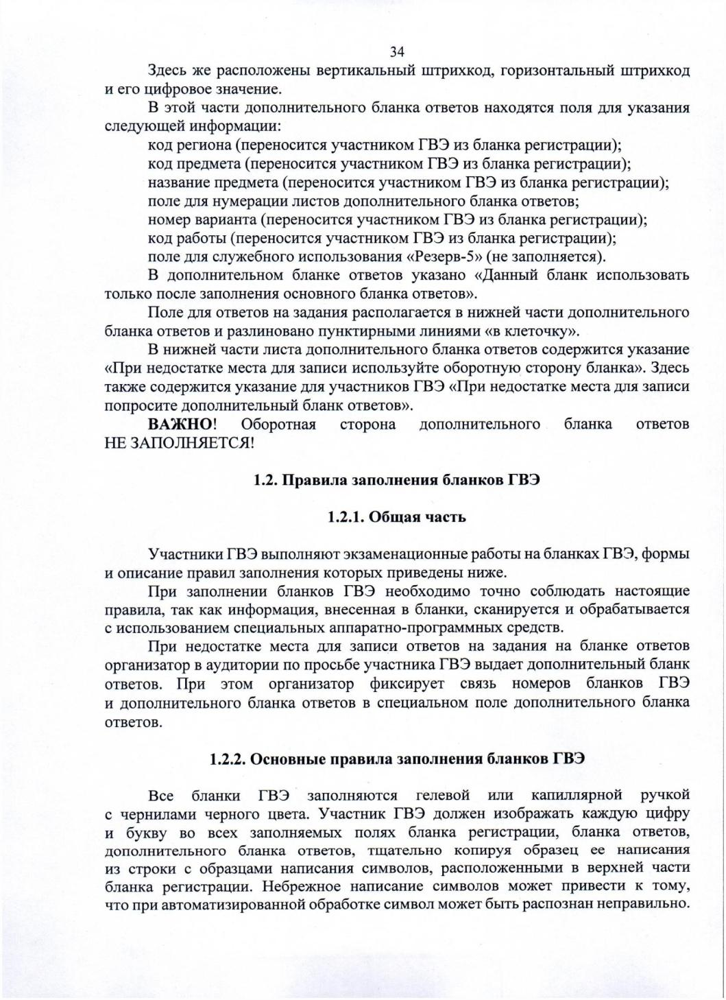 34
Здесь же расположены вертикальный штрихкод, горизонтальный штрихкод
и его цифровое значение.
В этой части дополнительного бланка ответов находятся поля для указания
следующей информации:
код региона (переносится участником ГВЭ из бланка регистрации);
код предмета (переносится участником ГВЭ из бланка регистрации);
название предмета (переносится участником ГВЭ из бланка регистрации);
поле для нумерации листов дополнительного бланка ответов;
номер варианта (переносится участником ГВЭ из бланка регистрации);
код работы (переносится участником ГВЭ из бланка регистрации);
поле для служебного использования «Резерв-5» (не заполняется).
В дополнительном бланке ответов указано «Данный бланк использовать
только после заполнения основного бланка ответов».
Поле для ответов на задания располагается в нижней части дополнительного
бланка ответов и разлиновано пунктирными линиями «в клеточку».
В нижней части листа дополнительного бланка ответов содержится указание
«При недостатке места для записи используйте оборотную сторону бланка». Здесь
также содержится указание для участников ГВЭ «При недостатке места для записи
попросите дополнительный бланк ответов».
ВАЖНО! Оборотная сторона дополнительного бланка ответов
НЕ ЗАПОЛНЯЕТСЯ!
1.2. Правила заполнения бланков ГВЭ
1.2.1. Общая часть
Участники ГВЭ выполняют экзаменационные работы на бланках ГВЭ, формы
и описание правил заполнения которых приведены ниже.
При заполнении бланков ГВЭ необходимо точно соблюдать настоящие
правила, так как информация, внесенная в бланки, сканируется и обрабатывается
с использованием специальных аппаратно-программных средств.
При недостатке места для записи ответов на задания на бланке ответов
организатор в аудитории по просьбе участника ГВЭ выдает дополнительный бланк
ответов. При этом организатор фиксирует связь номеров бланков ГВЭ
и дополнительного бланка ответов в специальном поле дополнительного бланка
ответов.
1.2.2. Основные правила заполнения бланков ГВЭ
Все бланки ГВЭ заполняются гелевой или капиллярной ручкой
с чернилами черного цвета. Участник ГВЭ должен изображать каждую цифру
и букву во всех заполняемых полях бланка регистрации, бланка ответов,
дополнительного бланка ответов, тщательно копируя образец ее написания
из строки с образцами написания символов, расположенными в верхней части
бланка регистрации. Небрежное написание символов может привести к тому,
что при автоматизированной обработке символ может быть распознан неправильно.